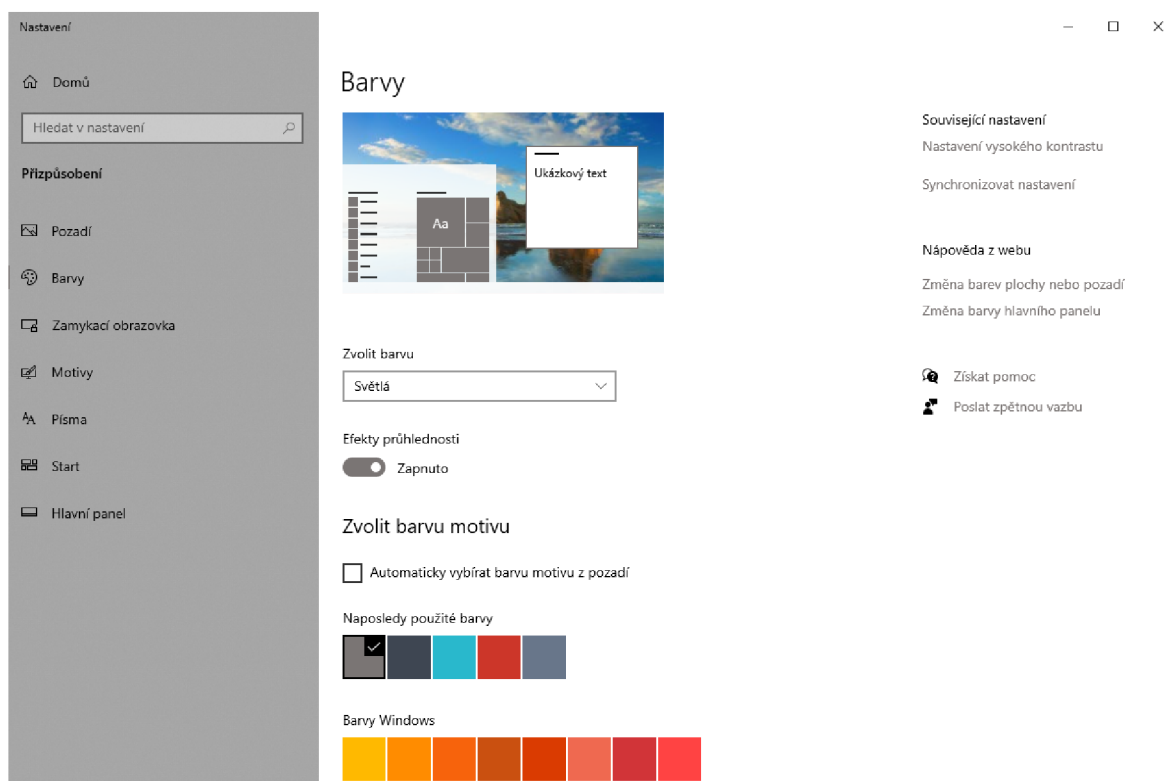 Nastavení
Domů
Hledat v nastavení
Přizpůsobení
Pozadí
Barvy
Zamykací obrazovka
Motivy
Písma
Start
Hlavní panel
Barvy
Ukázkový text
Aa
Zvolit barvu
Světlá
Efekty průhlednosti
Zapnuto
Zvolit barvu motivu
Automaticky vybírat barvu motivu z pozadí
Naposledy použité barvy
Barvy Windows
Související nastavení
Nastavení vysokého kontrastu
Synchronizovat nastavení
Nápověda z webu
Změna barev plochy nebo pozadí
Změna barvy hlavního panelu
Získat pomoc
Poslat zpětnou vazbu